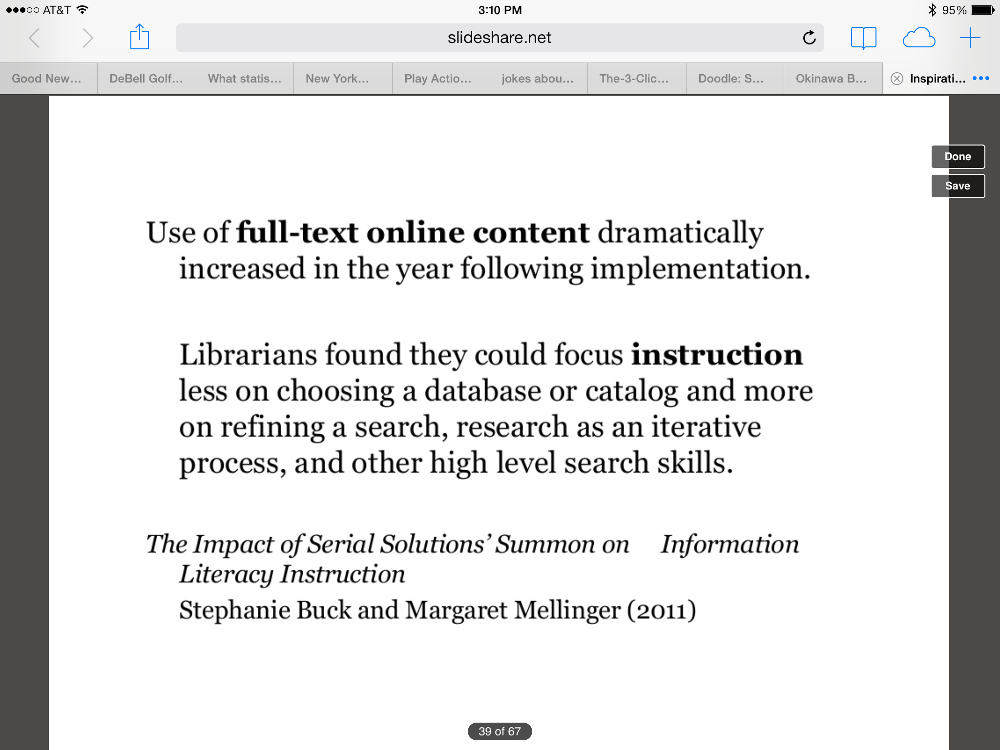 AT&T 3:10 PM 95%
slideshare.net
Good New... DeBell Golf... What statis... New York... Play Actio... jokes abou... The-3-Clic... Doodle: S... Okinawa B... Inspirati...
Done
Save
Use of full-text online content dramatically
increased in the year following implementation.
Librarians found they could focus instruction
less on choosing a database or catalog and more
on refining a search, research as an iterative
process, and other high level search skills.
The Impact of Serial Solutions’ Summon on Information
Literacy Instruction
Stephanie Buck and Margaret Mellinger (2011)
39 of 67